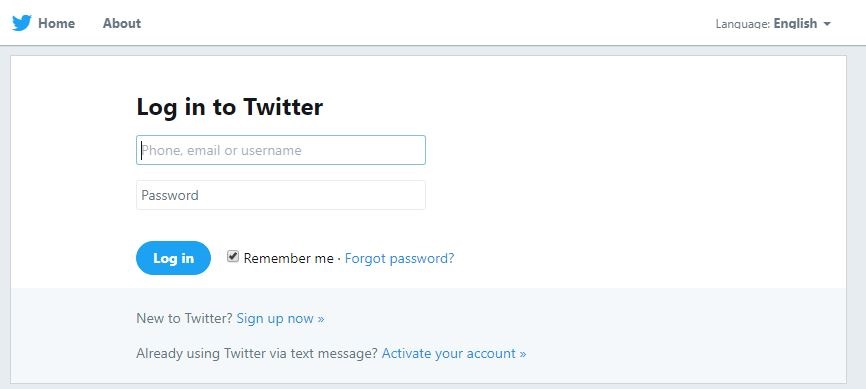 Home About Language: English
Log in to Twitter
Phone, email or username
Password
Log in Remember me · Forgot password?
New to Twitter? Sign up now »
Already using Twitter via text message? Activate your account »